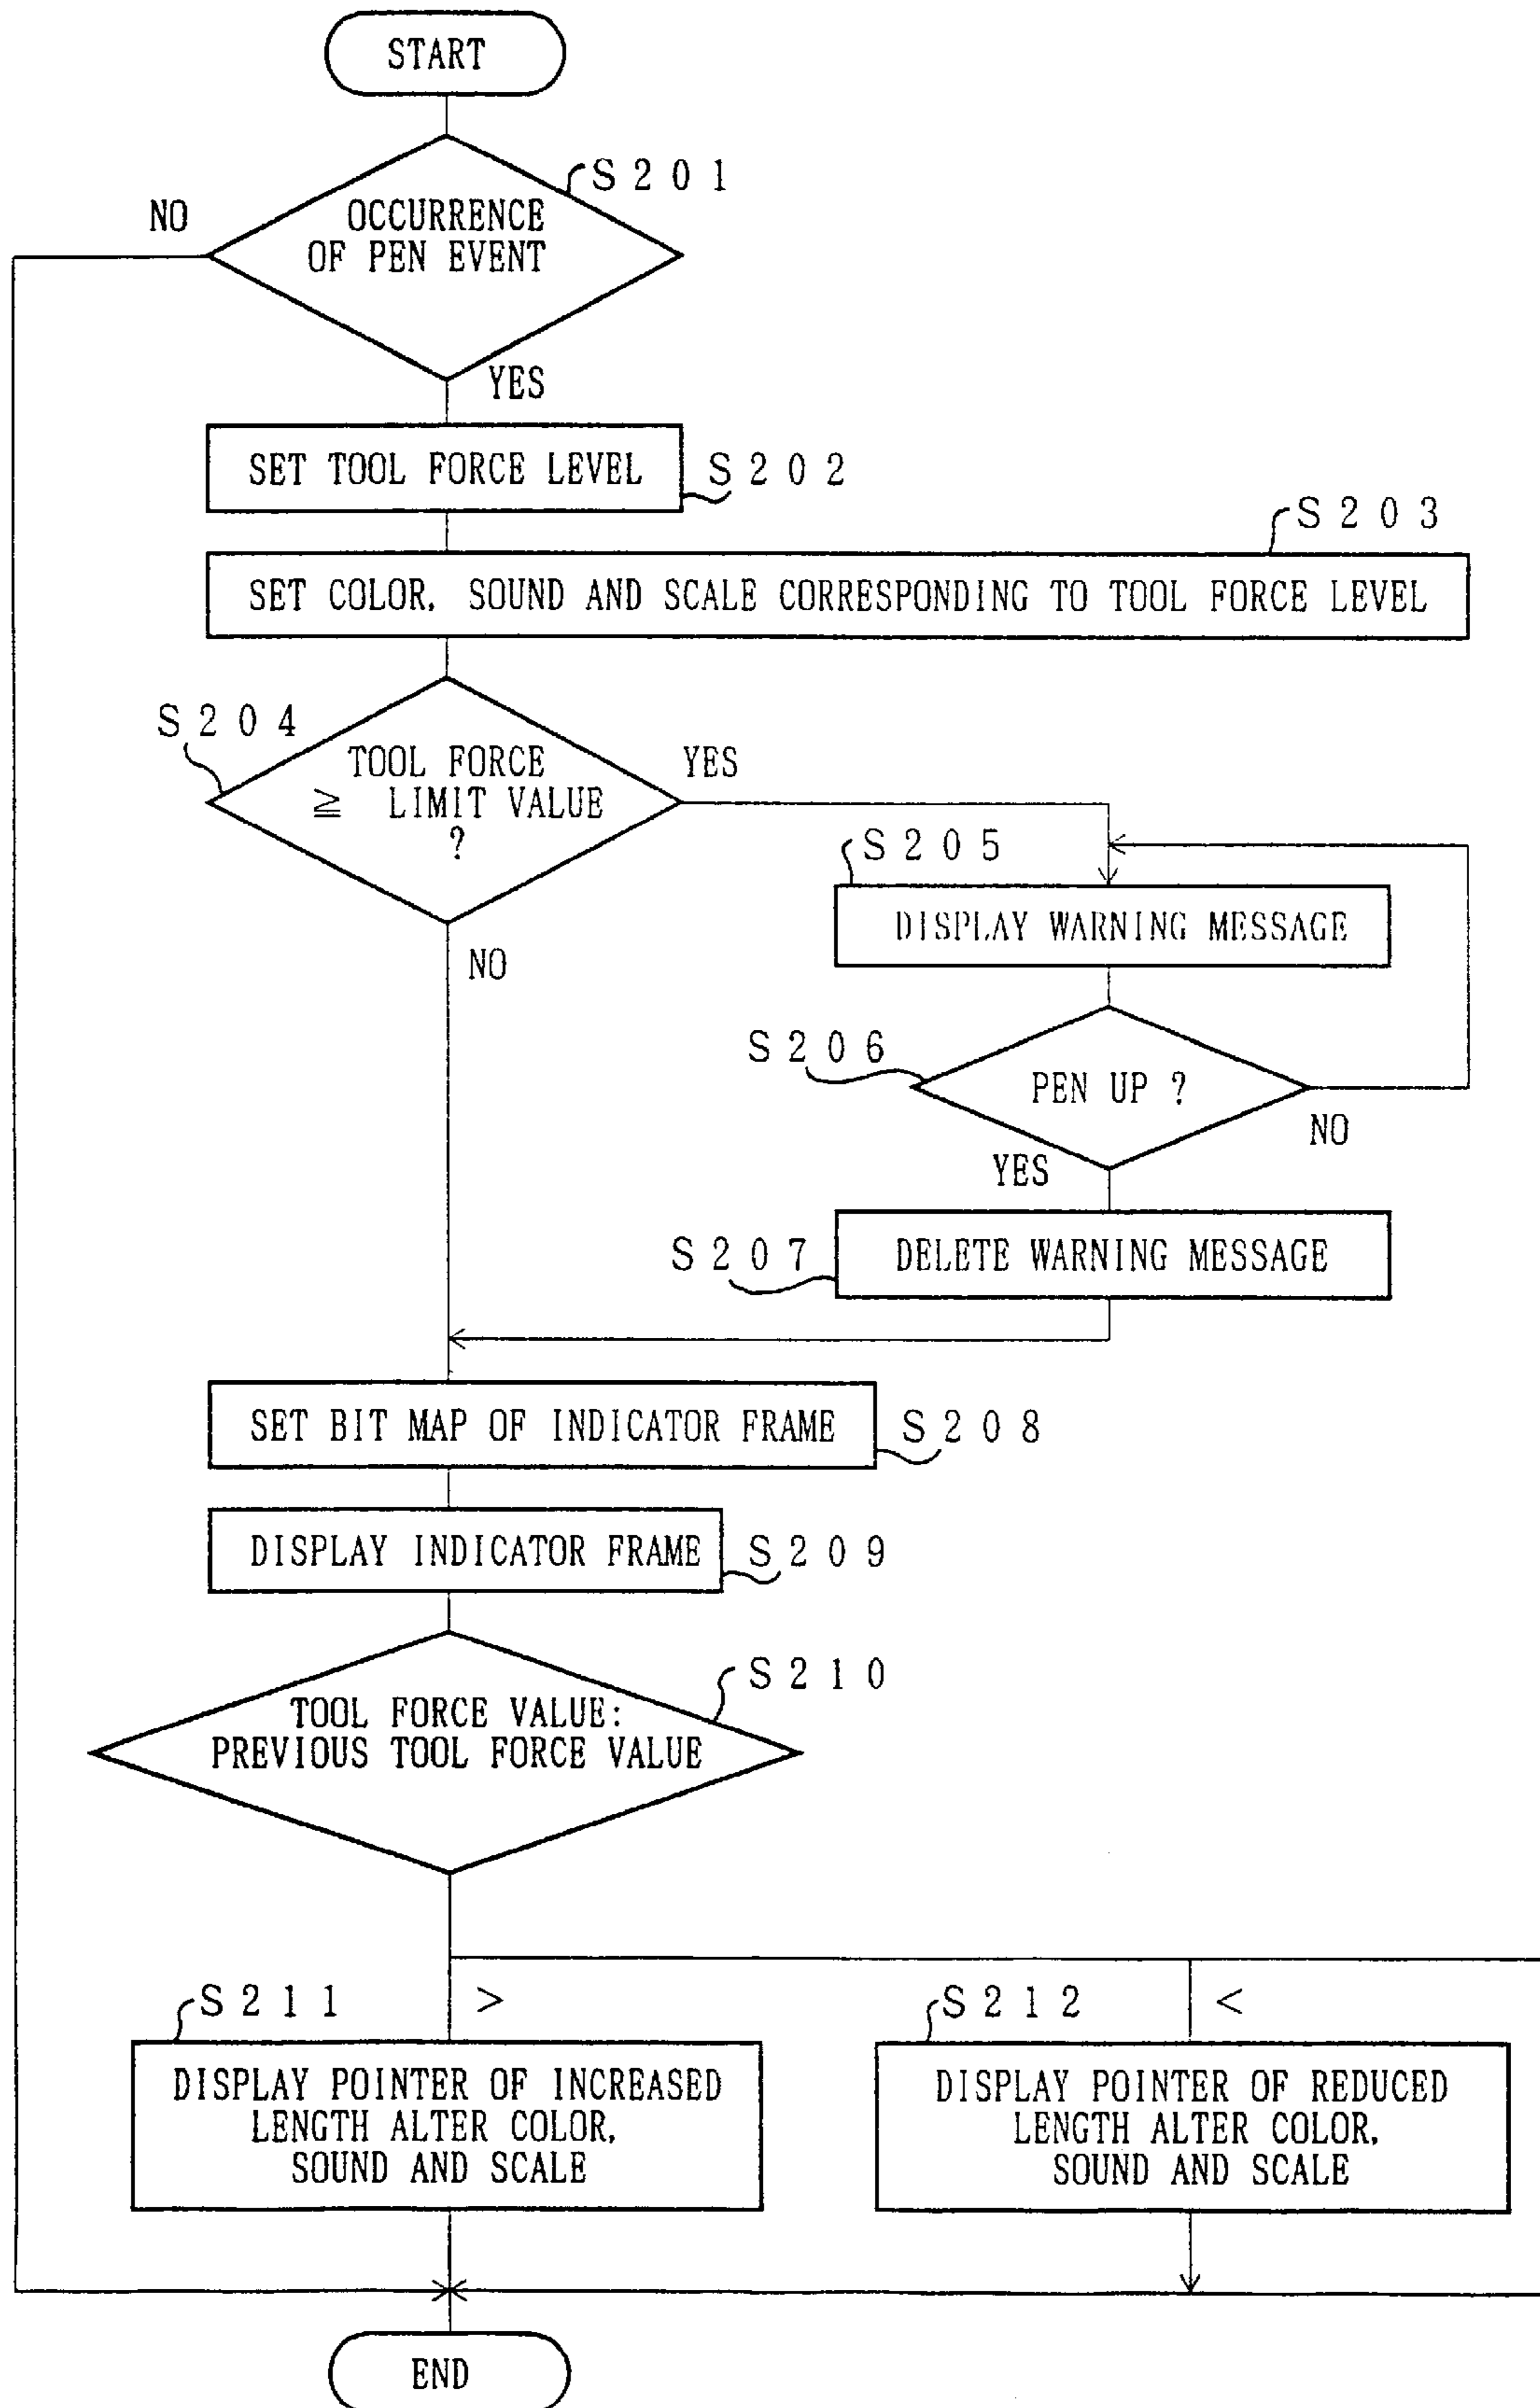 START
S201
NO
OCCURRENCE
OF PEN EVENT
YES
SET TOOL FORCE LEVEL
S202
S203
SET COLOR, SOUND AND SCALE CORRESPONDING TO TOOL FORCE LEVEL
S204
TOOL FORCE
≧ LIMIT VALUE
?
YES
NO
S205
DISPLAY WARNING MESSAGE
S206
PEN UP ?
NO
YES
S207
DELETE WARNING MESSAGE
SET BIT MAP OF INDICATOR FRAME
S208
DISPLAY INDICATOR FRAME
S209
S210
TOOL FORCE VALUE:
PREVIOUS TOOL FORCE VALUE
S211
>
DISPLAY POINTER OF INCREASED
LENGTH ALTER COLOR,
SOUND AND SCALE
S212
<
DISPLAY POINTER OF REDUCED
LENGTH ALTER COLOR,
SOUND AND SCALE
END